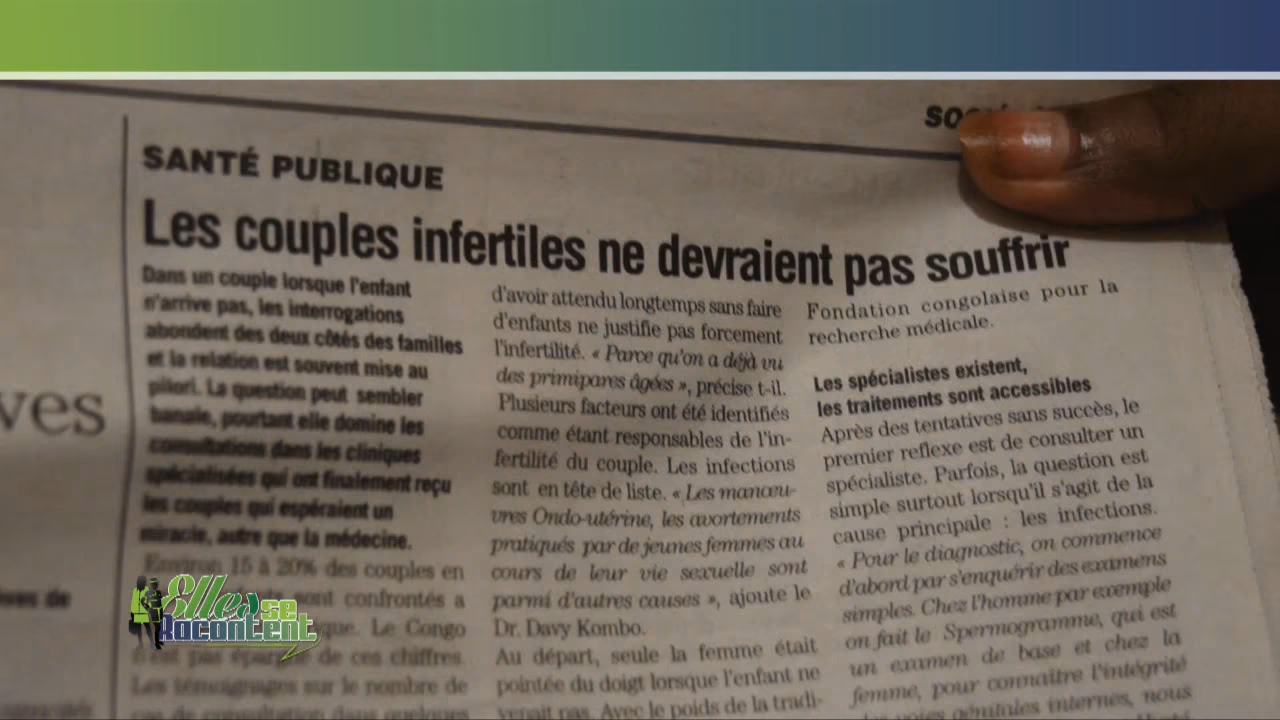 SANTÉ PUBLIQUE
Les couples infertiles ne devraient pas souffrir
Dans un couple lorsque l'enfant
n'arrive pas, les interrogations
abondent des deux côtés des familles
et la relation est souvent mise au
pilori. La question peut sembler
banale, pourtant elle domine les
consultations dans les cliniques
spécialisées qui ont finalement reçu
les couples qui espéraient un
miracle, autre que la médecine.
Environ 15 à 20% des couples en
sont confrontés a
que. Le Congo
n'est pas épargné de ces chiffres.
Les témoignages sur le nombre de
pas de consultation dans quelques
d'avoir attendu longtemps sans faire
d'enfants ne justifie pas forcement
l'infertilité. « Parce qu'on a déjà vu
des primipares âgées », précise t-il.
Plusieurs facteurs ont été identifiés
comme étant responsables de l'in-
fertilité du couple. Les infections
sont en tête de liste. « Les manœu-
vres Ondo-utérine, les avortements
pratiqués par de jeunes femmes au
cours de leur vie sexuelle sont
parmi d'autres causes », ajoute le
Dr. Davy Kombo.
Au départ, seule la femme était
pointée du doigt lorsque l'enfant ne
venait pas. Avec le poids de la tradi-
Fondation congolaise pour la
recherche médicale.
Les spécialistes existent,
les traitements sont accessibles
Après des tentatives sans succès, le
premier reflexe est de consulter un
spécialiste. Parfois, la question est
simple surtout lorsqu'il s'agit de la
cause principale : les infections.
« Pour le diagnostic, on commence
d'abord par s'enquérir des examens
simples. Chez l'homme par exemple
on fait le Spermogramme, qui est
un examen de base et chez la
femme, pour connaître l'intégrité
des voies génitales internes, nous
ves
Elles se
Racontent